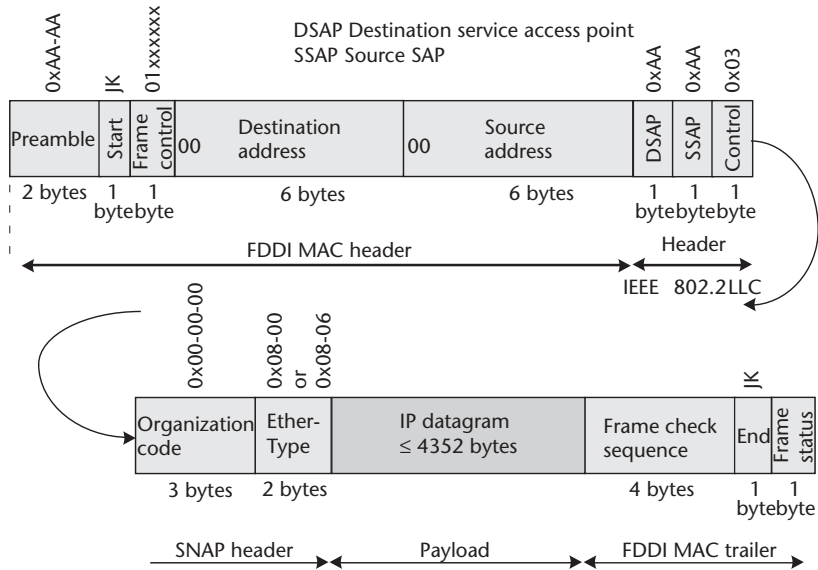 DSAP Destination service access point
SSAP Source SAP
0xAA-AA
JK
01xxxxxx
0xAA
0xAA
0x03
Preamble
Start
Frame
control
00
Destination
address
00
Source
address
DSAP
SSAP
Control
2 bytes
1
byte
1
byte
6 bytes
6 bytes
1
byte
1
byte
1
byte
FDDI MAC header
Header
IEEE 802.2LLC
0x00-00-00
0x08-00
or
0x08-06
JK
Organization
code
Ether-
Type
IP datagram
≤ 4352 bytes
Frame check
sequence
End
Frame
status
3 bytes
2 bytes
4 bytes
1
byte
1
byte
SNAP header
Payload
FDDI MAC trailer